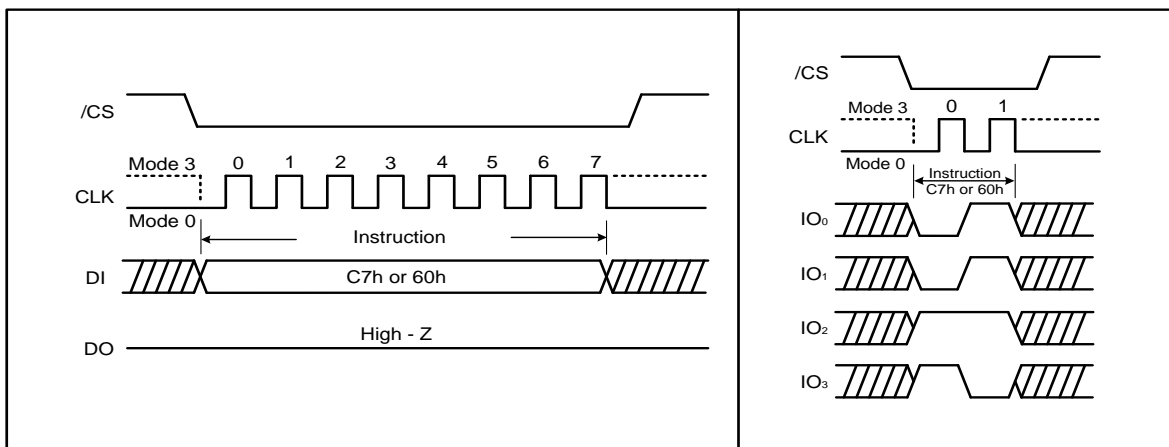 /CS
Mode 3
0 1 2 3 4 5 6 7
CLK
Mode 0
Instruction
DI
C7h or 60h
High - Z
DO
/CS
Mode 3
0 1
CLK
Mode 0
Instruction
C7h or 60h
IO0
IO1
IO2
IO3